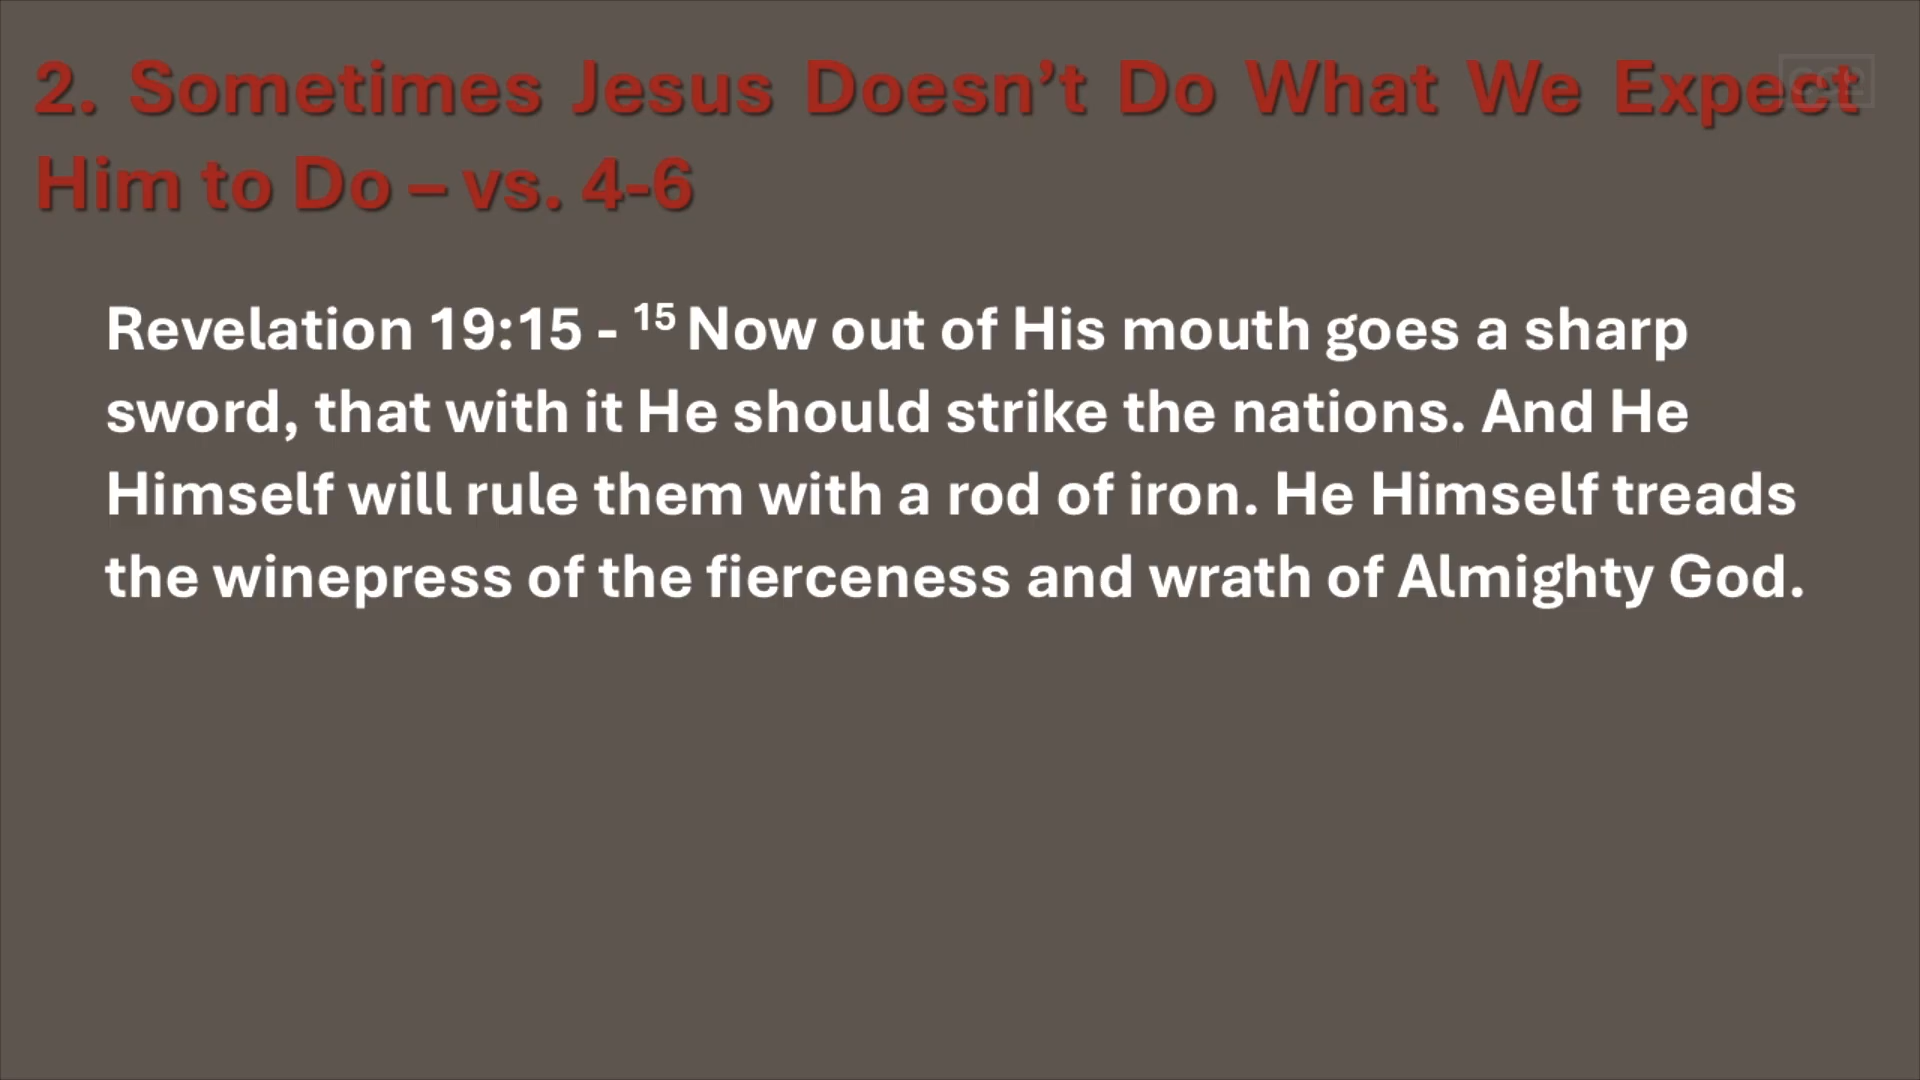 2. Sometimes Jesus Doesn’t Do What We Expect
Him to Do – vs. 4-6
Revelation 19:15 - 15 Now out of His mouth goes a sharp
sword, that with it He should strike the nations. And He
Himself will rule them with a rod of iron. He Himself treads
the winepress of the fierceness and wrath of Almighty God.